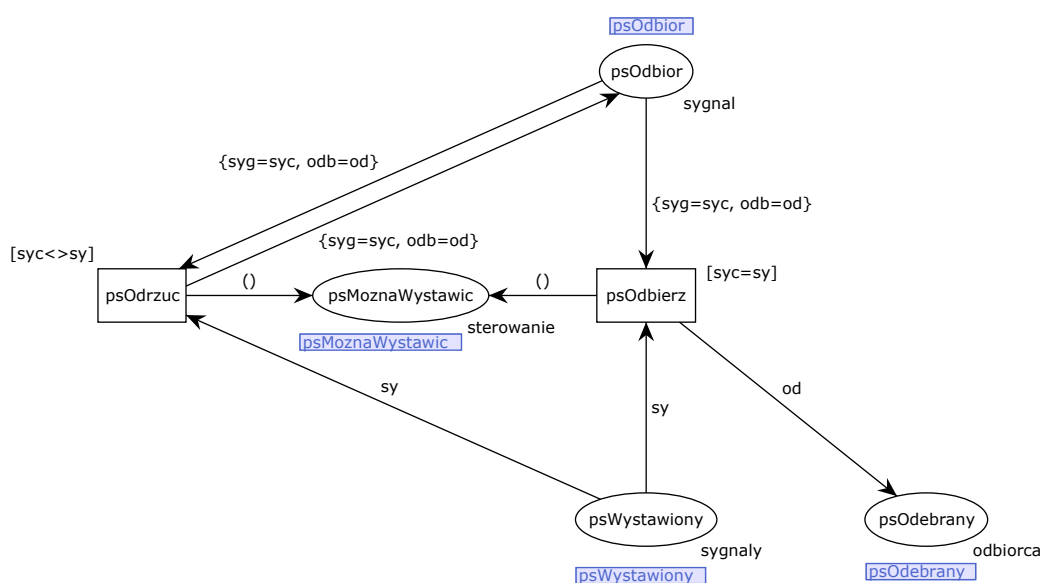 psOdbior
psOdbior
sygnal
{syg=syc, odb=od}
{syg=syc, odb=od}
{syg=syc, odb=od}
[syc<>sy]
[syc=sy]
psOdrzuc
()
psMoznaWystawic
()
psOdbierz
sterowanie
psMoznaWystawic
sy
sy
od
psWystawiony
psOdebrany
sygnaly
odbiorca
psWystawiony
psOdebrany